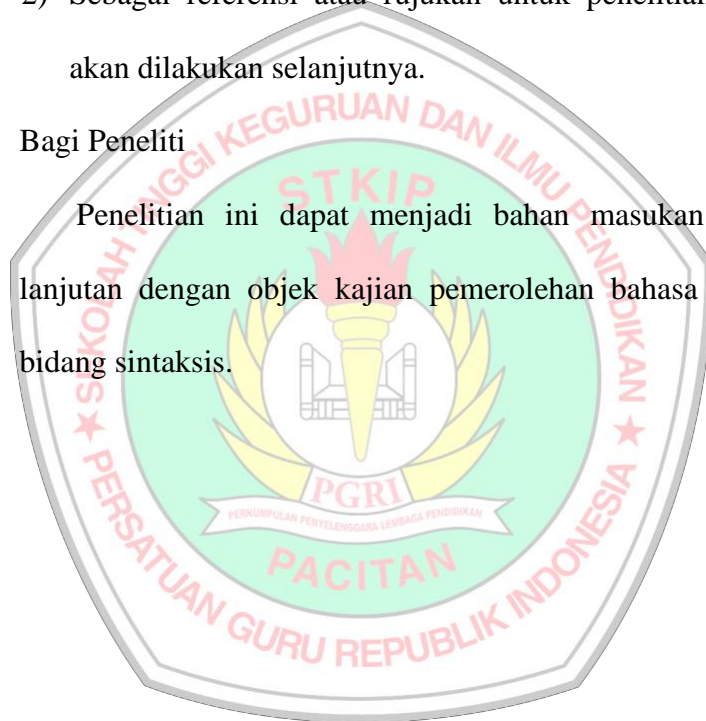 2) Sebagai referensi atau rujukan untuk penelitian
akan dilakukan selanjutnya.
Bagi Peneliti
Penelitian ini dapat menjadi bahan masukan
lanjutan dengan objek kajian pemerolehan bahasa
bidang sintaksis.
SEKOLAH TINGGI KEGURUAN DAN ILMU PENDIDIKAN
STKIP
PGRI
PERKUMPULAN PENYELENGGARA LEMBAGA PENDIDIKAN
PACITAN
PERSATUAN GURU REPUBLIK INDONESIA